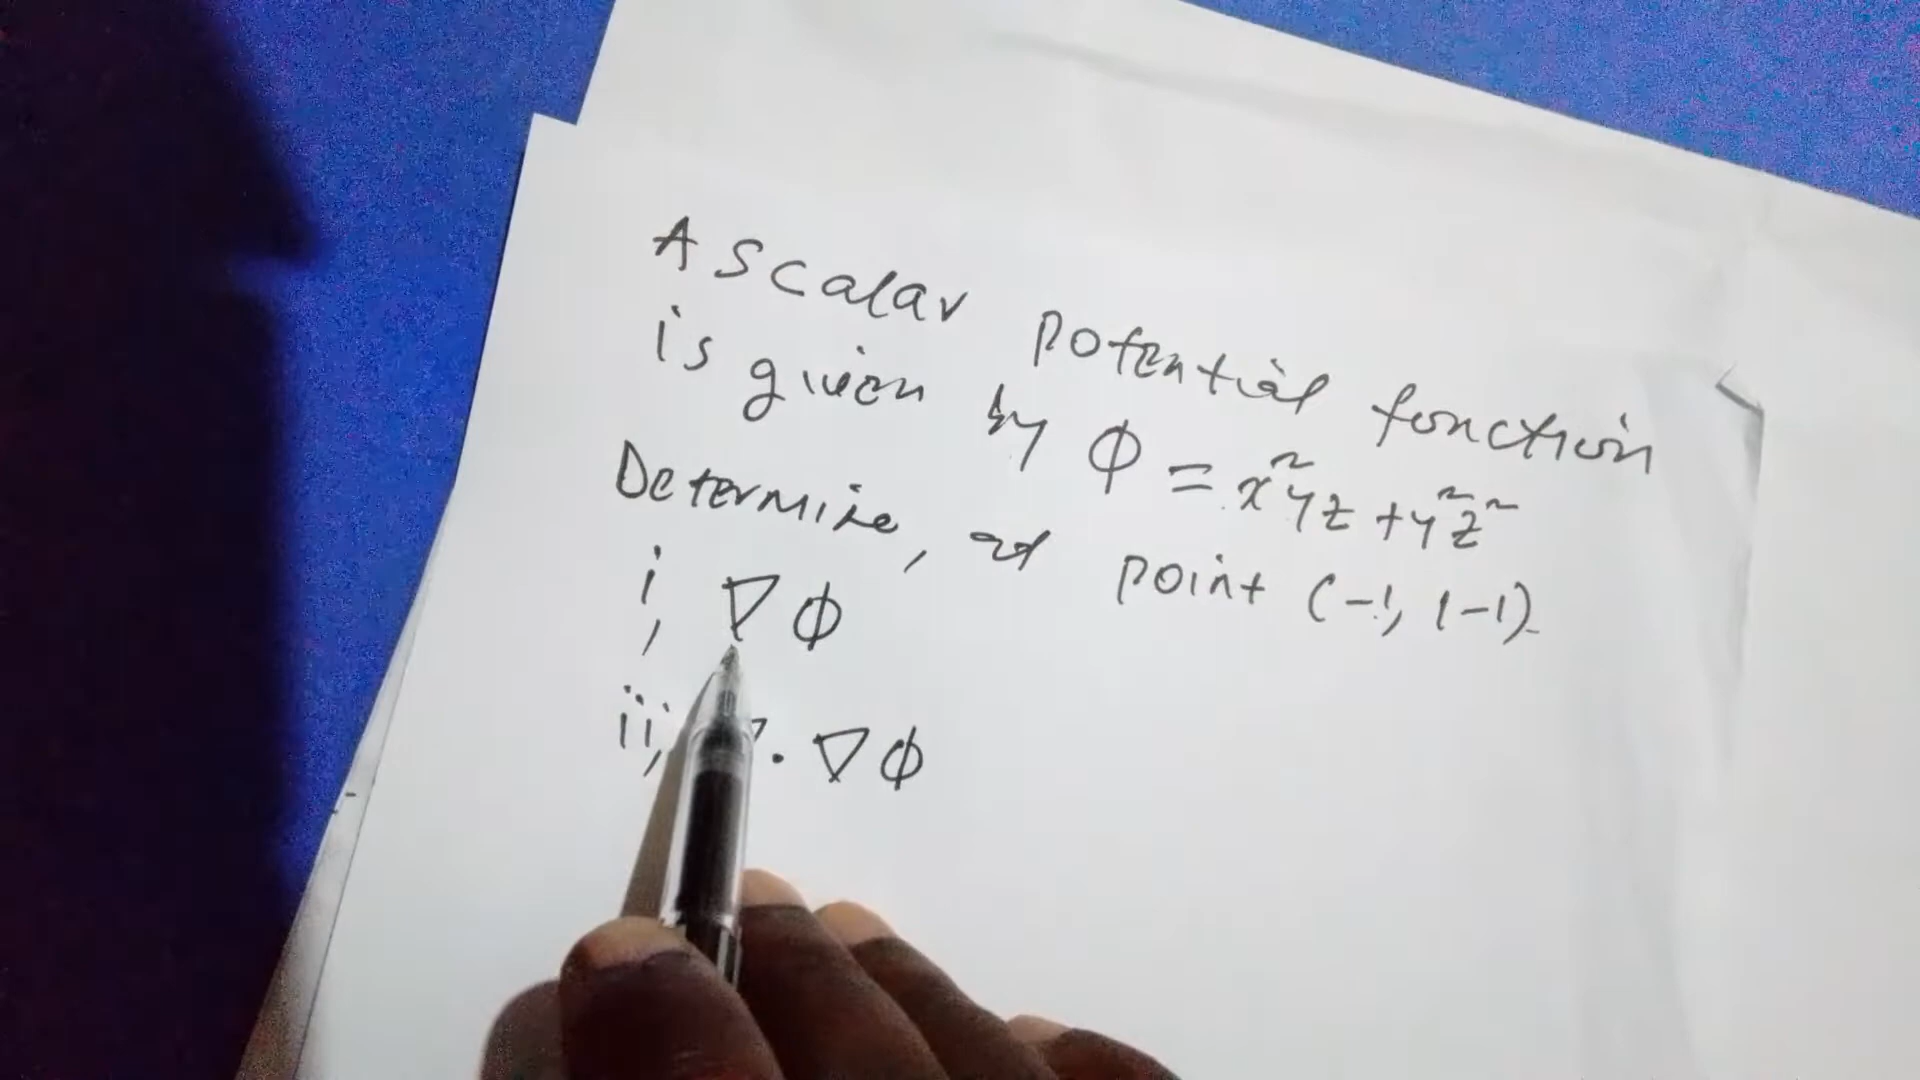 A scalar potential function
is given by ϕ = x²yz + y²z²
Determine, at point (-1, 1 -1).
i, ∇ϕ
ii, ∇. ∇ϕ